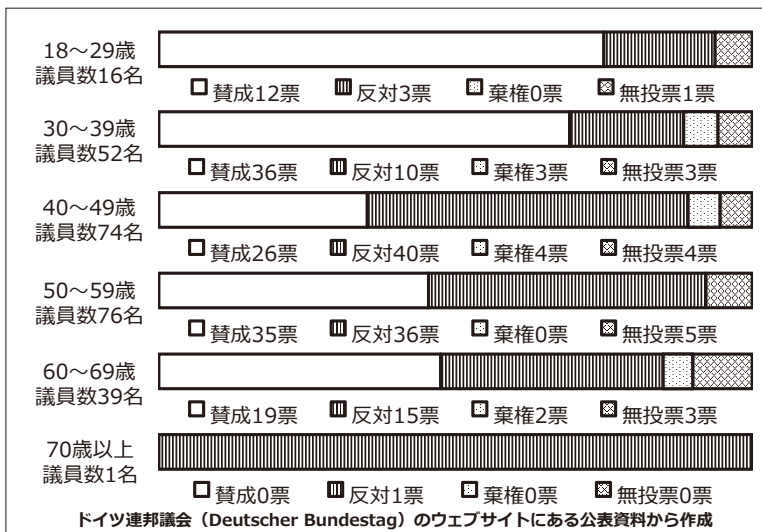 18～29歳
議員数16名
賛成12票 反対3票 棄権0票 無投票1票
30～39歳
議員数52名
賛成36票 反対10票 棄権3票 無投票3票
40～49歳
議員数74名
賛成26票 反対40票 棄権4票 無投票4票
50～59歳
議員数76名
賛成35票 反対36票 棄権0票 無投票5票
60～69歳
議員数39名
賛成19票 反対15票 棄権2票 無投票3票
70歳以上
議員数1名
賛成0票 反対1票 棄権0票 無投票0票
ドイツ連邦議会（Deutscher Bundestag）のウェブサイトにある公表資料から作成